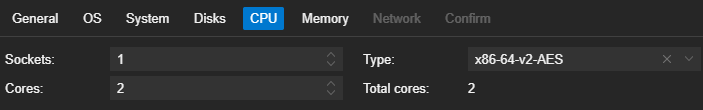 General OS System Disks CPU Memory Network Confirm
Sockets: 1 Type: x86-64-v2-AES
Cores: 2 Total cores: 2